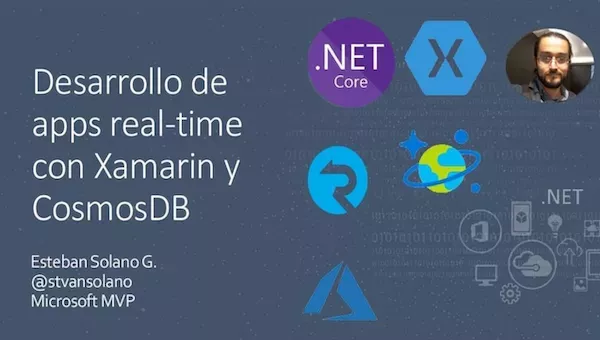 Desarrollo de
apps real-time
con Xamarin y
CosmosDB
Esteban Solano G.
@stvansolano
Microsoft MVP
.NET
Core
.NET